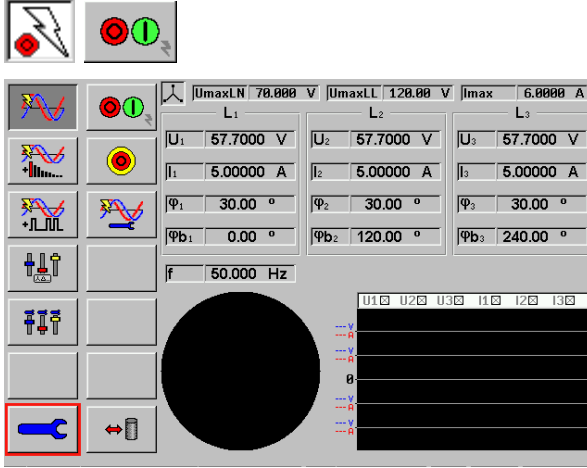 UmaxLN 70.000 V UmaxLL 120.00 V Imax 6.0000 A
L1 L2 L3
U1 57.7000 V U2 57.7000 V U3 57.7000 V
I1 5.00000 A I2 5.00000 A I3 5.00000 A
φ1 30.00 º φ2 30.00 º φ3 30.00 º
φb1 0.00 º φb2 120.00 º φb3 240.00 º
f 50.000 Hz
U1☒ U2☒ U3☒ I1☒ I2☒ I3☒
--- V
--- A
--- V
--- A
0
--- V
--- A
--- V
--- A